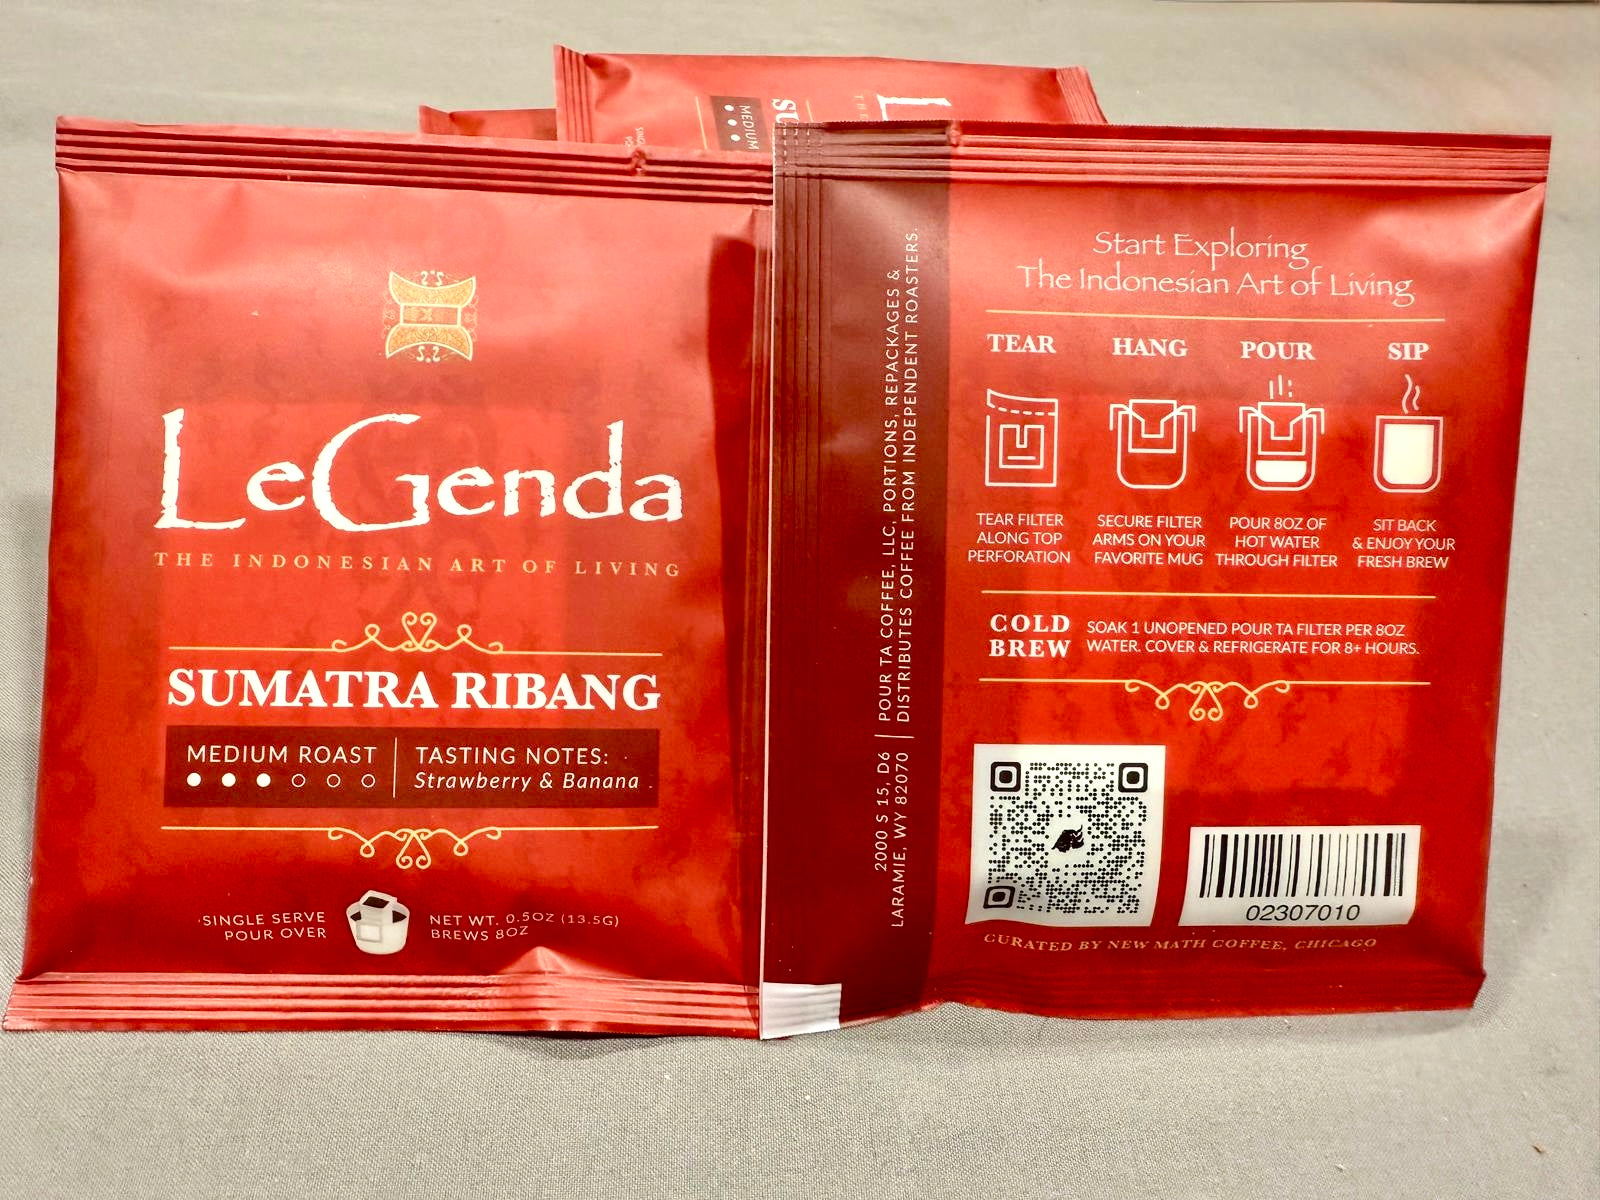 MEDIUM
LeGenda
THE INDONESIAN ART OF LIVING
SUMATRA RIBANG
MEDIUM ROAST
TASTING NOTES:
Strawberry & Banana
SINGLE SERVE
POUR OVER
NET WT. 0.5OZ (13.5G)
BREWS 8OZ
2000 S 15, D6 | POUR TA COFFEE, LLC, PORTIONS, REPACKAGES &
LARAMIE, WY 82070 | DISTRIBUTES COFFEE FROM INDEPENDENT ROASTERS.
Start Exploring
The Indonesian Art of Living
TEAR
HANG
POUR
SIP
TEAR FILTER
ALONG TOP
PERFORATION
SECURE FILTER
ARMS ON YOUR
FAVORITE MUG
POUR 8OZ OF
HOT WATER
THROUGH FILTER
SIT BACK
& ENJOY YOUR
FRESH BREW
COLD
BREW
SOAK 1 UNOPENED POUR TA FILTER PER 8OZ
WATER. COVER & REFRIGERATE FOR 8+ HOURS.
02307010
CURATED BY NEW MATH COFFEE, CHICAGO